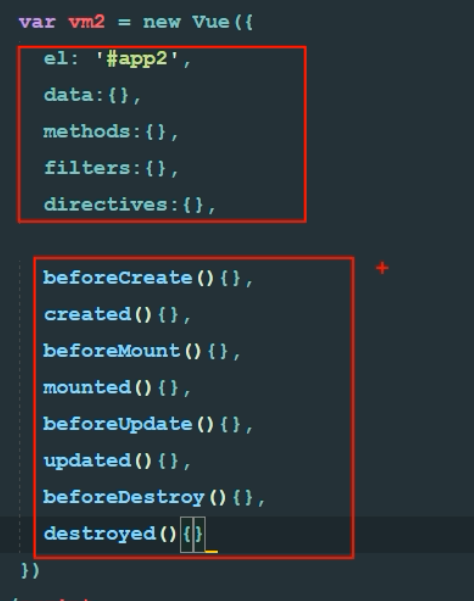 var vm2 = new Vue({
el: '#app2',
data:{},
methods:{},
filters:{},
directives:{},
beforeCreate(){},
created(){},
beforeMount(){},
mounted(){},
beforeUpdate(){},
updated(){},
beforeDestroy(){},
destroyed(){}
})